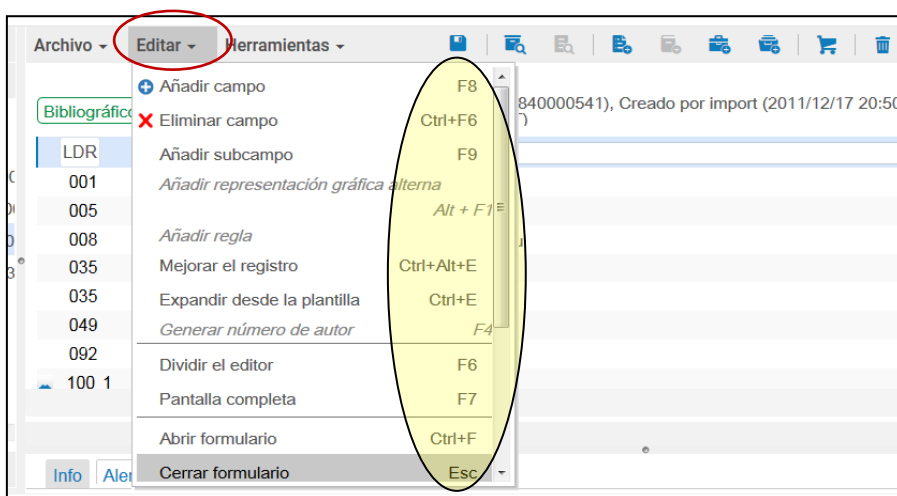 Archivo Editar Herramientas
Añadir campo F8
840000541), Creado por import (2011/12/17 20:50
Bibliográfico
Eliminar campo Ctrl+F6
LDR
Añadir subcampo F9
001
Añadir representación gráfica alterna
005
Alt + F1
008
Añadir regla
035
Mejorar el registro Ctrl+Alt+E
035
Expandir desde la plantilla Ctrl+E
049
Generar número de autor F4
092
Dividir el editor F6
100 1
Pantalla completa F7
Abrir formulario Ctrl+F
Info Aler
Cerrar formulario Esc